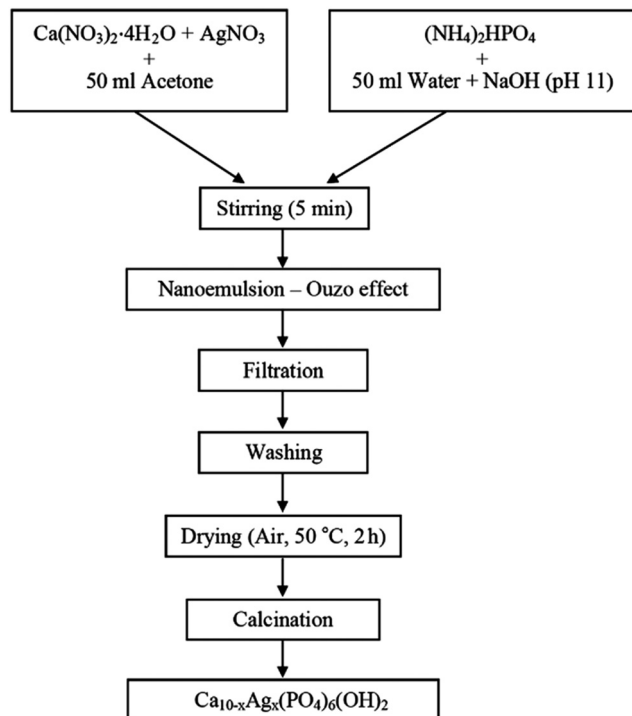 Ca(NO₃)₂·4H₂O + AgNO₃
+
50 ml Acetone
(NH₄)₂HPO₄
+
50 ml Water + NaOH (pH 11)
Stirring (5 min)
Nanoemulsion – Ouzo effect
Filtration
Washing
Drying (Air, 50 °C, 2 h)
Calcination
Ca₁₀₋ₓAgₓ(PO₄)₆(OH)₂